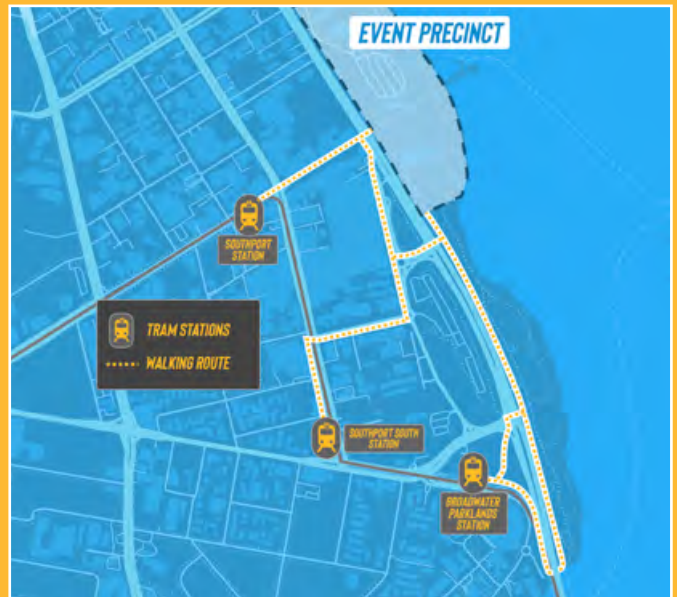 EVENT PRECINCT
SOUTHPORT
STATION
TRAM STATIONS
WALKING ROUTE
SOUTHPORT SOUTH
STATION
BROADWATER
PARKLANDS
STATION